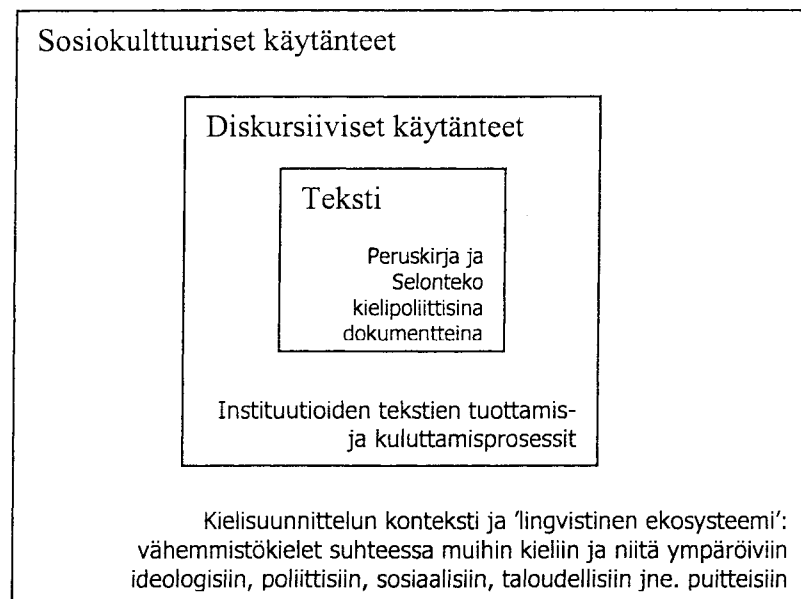 Sosiokulttuuriset käytänteet
Diskursiiviset käytänteet
Teksti
Peruskirja ja
Selonteko
kielipoliittisina
dokumentteina
Instituutioiden tekstien tuottamis-
ja kuluttamisprosessit
Kielisuunnittelun konteksti ja 'lingvistinen ekosysteemi':
vähemmistökielet suhteessa muihin kieliin ja niitä ympäröiviin
ideologisiin, poliittisiin, sosiaalisiin, taloudellisiin jne. puitteisiin